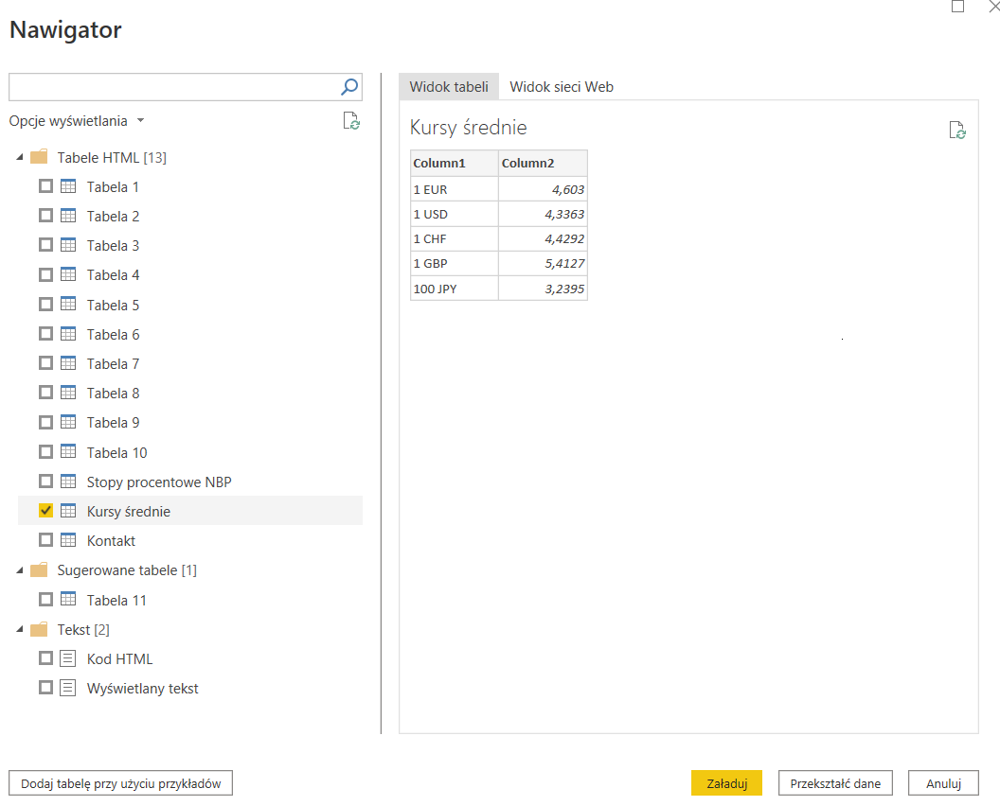 Nawigator
Opcje wyświetlania
Tabele HTML [13]
Tabela 1
Tabela 2
Tabela 3
Tabela 4
Tabela 5
Tabela 6
Tabela 7
Tabela 8
Tabela 9
Tabela 10
Stopy procentowe NBP
Kursy średnie
Kontakt
Sugerowane tabele [1]
Tabela 11
Tekst [2]
Kod HTML
Wyświetlany tekst
Widok tabeli Widok sieci Web
Kursy średnie
Column1 Column2
1 EUR 4,603
1 USD 4,3363
1 CHF 4,4292
1 GBP 5,4127
100 JPY 3,2395
Dodaj tabelę przy użyciu przykładów Załaduj Przekształć dane Anuluj